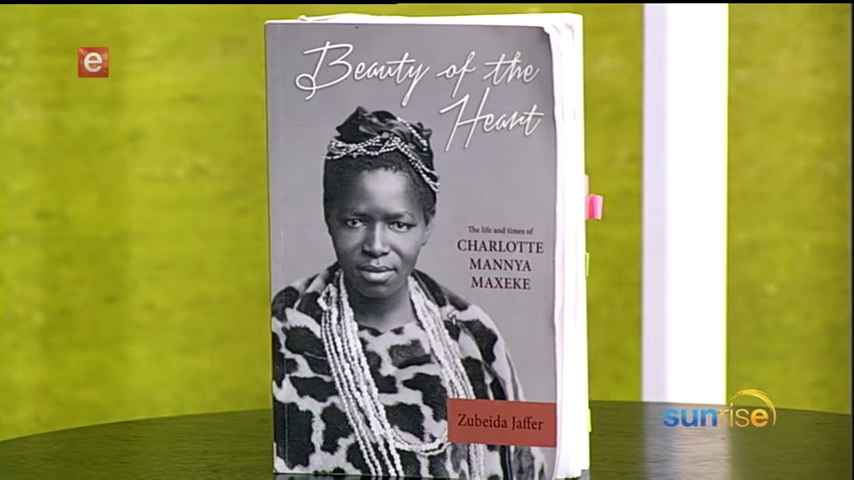 e
Beauty of the
Heart
The life and times of
CHARLOTTE
MANNYA
MAXEKE
Zubeida Jaffer
sunrise